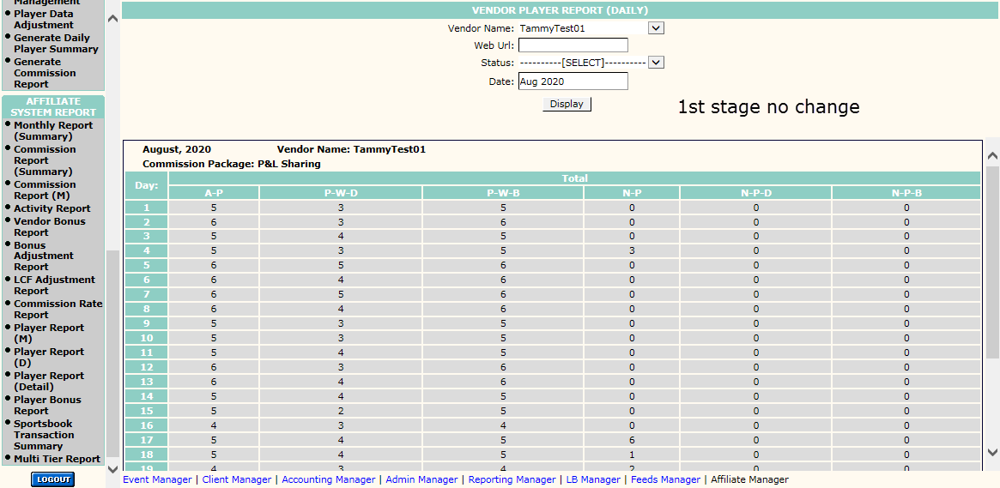 Management
Player Data
Adjustment
Generate Daily
Player Summary
Generate
Commission
Report
AFFILIATE
SYSTEM REPORT
Monthly Report
(Summary)
Commission
Report
(Summary)
Commission
Report (M)
Activity Report
Vendor Bonus
Report
Bonus
Adjustment
Report
LCF Adjustment
Report
Commission Rate
Report
Player Report
(M)
Player Report
(D)
Player Report
(Detail)
Player Bonus
Report
Sportsbook
Transaction
Summary
Multi Tier Report
LOGOUT
VENDOR PLAYER REPORT (DAILY)
Vendor Name: TammyTest01
Web Url:
Status: ----------[SELECT]----------
Date: Aug 2020
Display
1st stage no change
August, 2020 Vendor Name: TammyTest01
Commission Package: P&L Sharing
Day: Total
A-P P-W-D P-W-B N-P N-P-D N-P-B
1 5 3 5 0 0 0
2 6 3 6 0 0 0
3 5 4 5 0 0 0
4 5 3 5 3 0 0
5 6 5 6 0 0 0
6 6 4 6 0 0 0
7 6 5 6 0 0 0
8 6 4 6 0 0 0
9 5 3 5 0 0 0
10 5 3 5 0 0 0
11 5 4 5 0 0 0
12 6 3 6 0 0 0
13 6 4 6 0 0 0
14 5 4 5 0 0 0
15 5 2 5 0 0 0
16 4 3 4 0 0 0
17 5 4 5 6 0 0
18 5 4 5 1 0 0
19 4 3 4 2 0 0
Event Manager | Client Manager | Accounting Manager | Admin Manager | Reporting Manager | LB Manager | Feeds Manager | Affiliate Manager